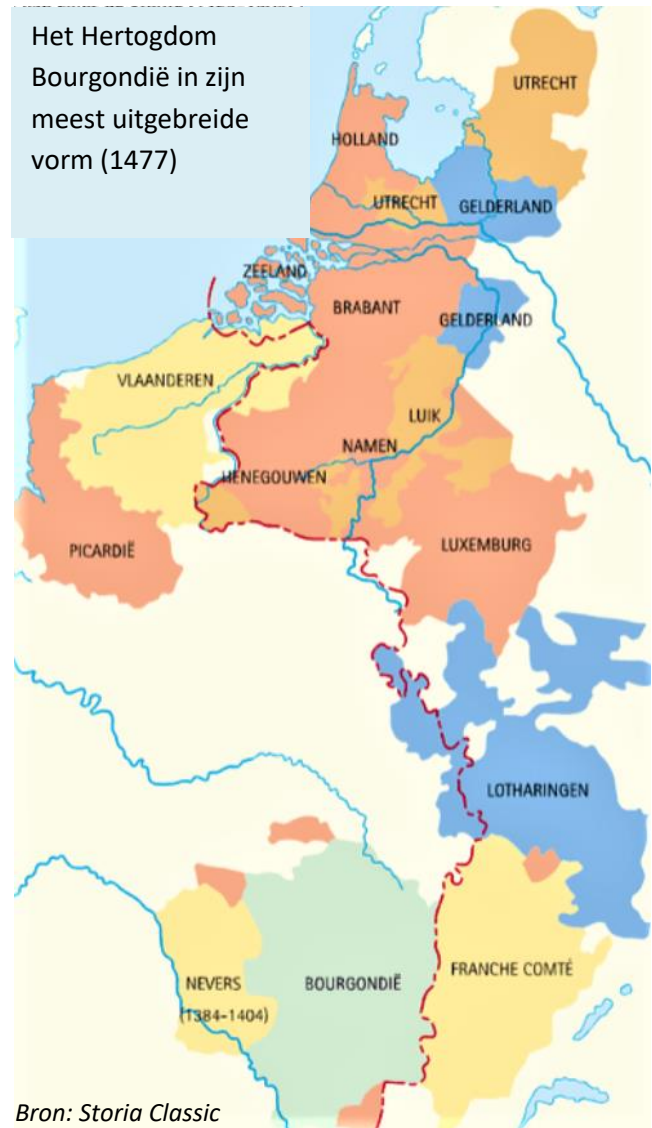 Het Hertogdom
Bourgondië in zijn
meest uitgebreide
vorm (1477)
UTRECHT
HOLLAND
UTRECHT
GELDERLAND
ZEELAND
BRABANT
GELDERLAND
VLAANDEREN
LUIK
NAMEN
HENEGOUWEN
PICARDIË
LUXEMBURG
LOTHARINGEN
FRANCHE COMTÉ
NEVERS
(1384-1404)
BOURGONDIË
Bron: Storia Classic